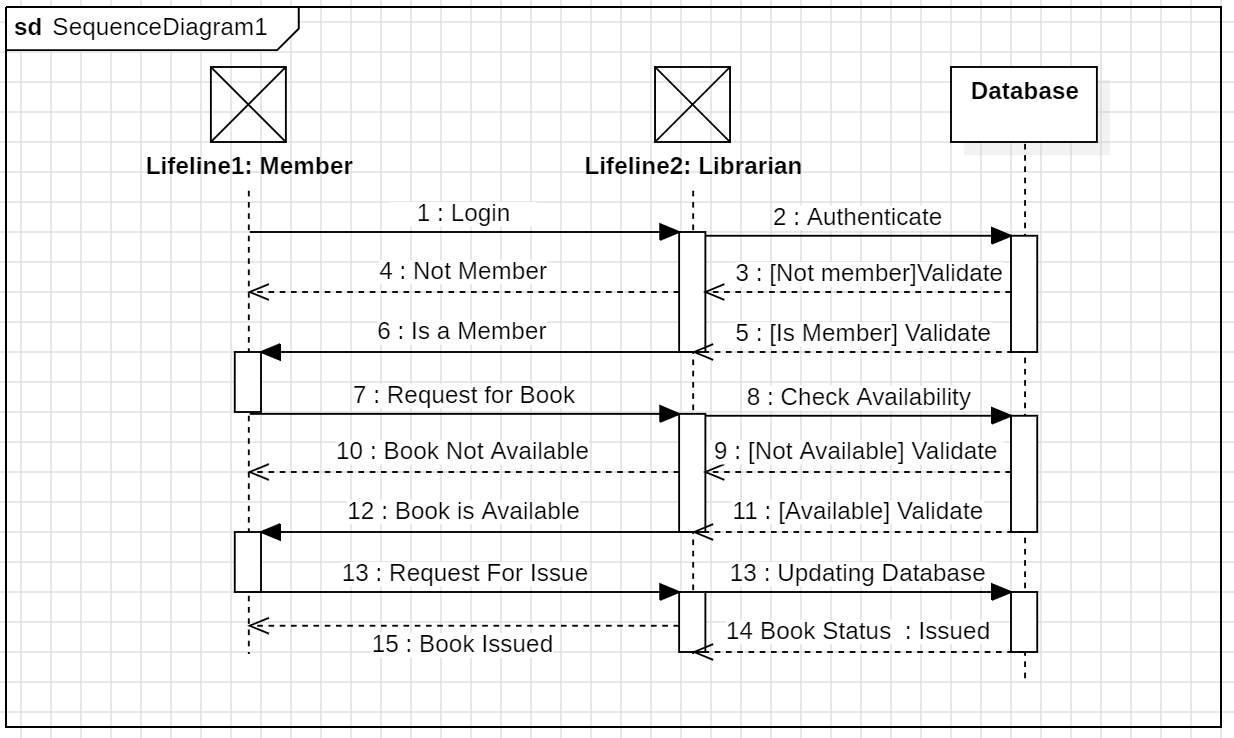 sd SequenceDiagram1
Database
Lifeline1: Member
Lifeline2: Librarian
1 : Login
2 : Authenticate
4 : Not Member
3 : [Not member]Validate
6 : Is a Member
5 : [Is Member] Validate
7 : Request for Book
8 : Check Availability
10 : Book Not Available
9 : [Not Available] Validate
12 : Book is Available
11 : [Available] Validate
13 : Request For Issue
13 : Updating Database
14 Book Status : Issued
15 : Book Issued